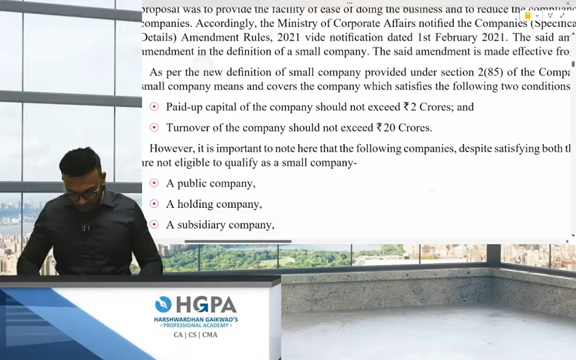 proposal was to provide the facility of ease of doing the business and to reduce the
companies. Accordingly, the Ministry of Corporate Affairs notified the Companies
Details) Amendment Rules, 2021 vide notification dated 1st February 2021. The said
amendment in the definition of a small company. The said amendment is made effective
As per the new definition of small company provided under section 2(85) of the
small company means and covers the company which satisfies the following two conditions
Paid-up capital of the company should not exceed ₹2 Crores; and
Turnover of the company should not exceed ₹20 Crores.
However, it is important to note here that the following companies, despite satisfying both
are not eligible to qualify as a small company-
A public company,
A holding company,
A subsidiary company,
HGPA
HARSHWARDHAN GAIKWAD'S
• PROFESSIONAL ACADEMY •
CA | CS | CMA